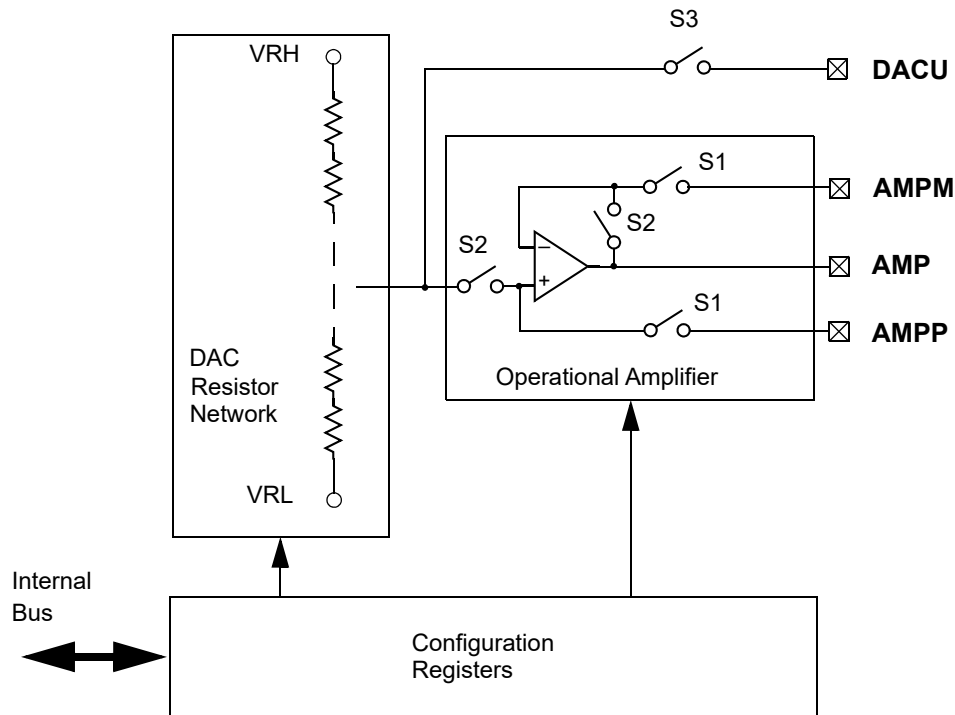 S3
VRH
DACU
S1
AMPM
S2
S2
−
+
AMP
S1
AMPP
DAC
Resistor
Network
Operational Amplifier
VRL
Internal
Bus
Configuration
Registers